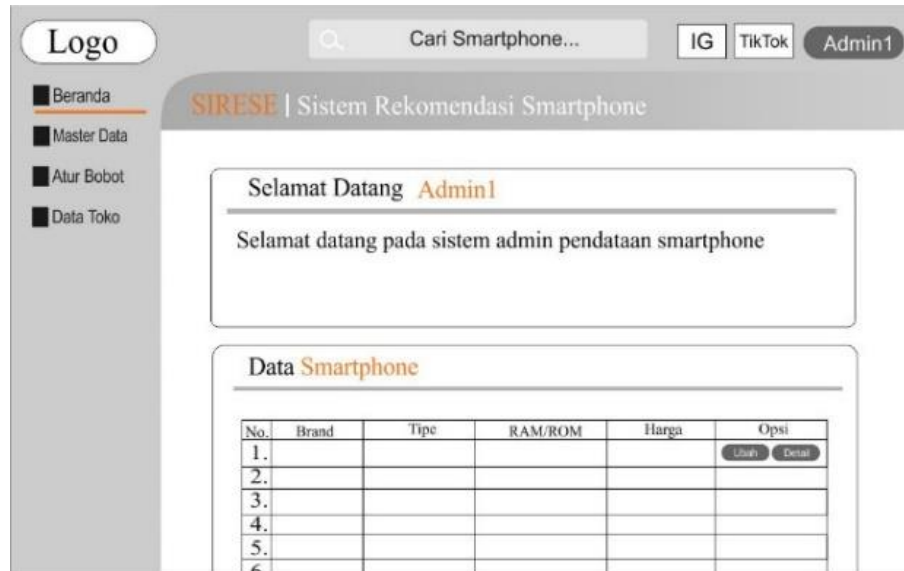 Logo
Cari Smartphone...
IG
TikTok
Admin1
Beranda
Master Data
Atur Bobot
Data Toko
SIRESE | Sistem Rekomendasi Smartphone
Selamat Datang Admin1
Selamat datang pada sistem admin pendataan smartphone
Data Smartphone
No. Brand Tipe RAM/ROM Harga Opsi
1. Ubah Detail
2.
3.
4.
5.
6.